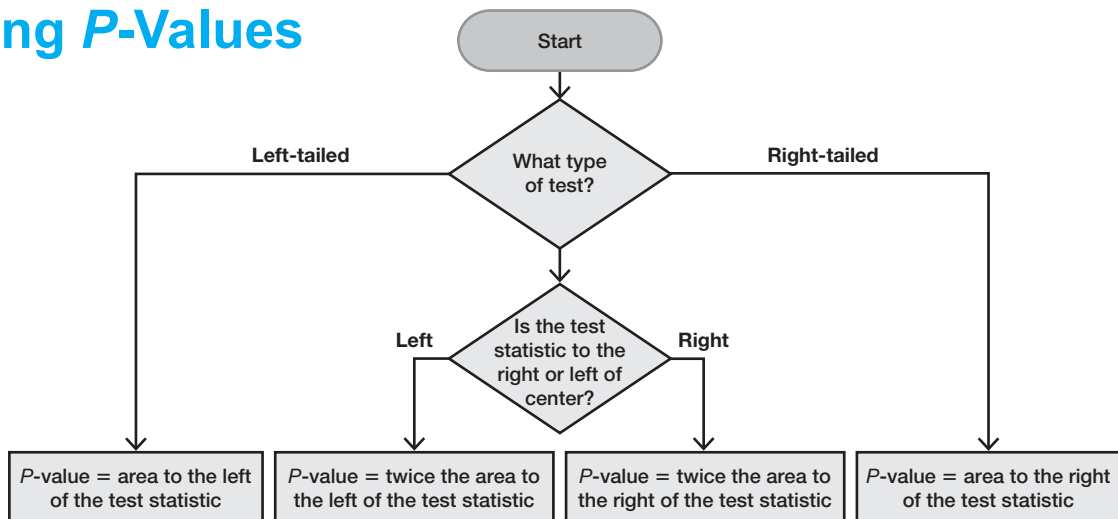 ng P-Values
Start
What type
of test?
Left-tailed
Right-tailed
Is the test
statistic to the
right or left of
center?
Left
Right
P-value = area to the left
of the test statistic
P-value = twice the area to
the left of the test statistic
P-value = twice the area to
the right of the test statistic
P-value = area to the right
of the test statistic